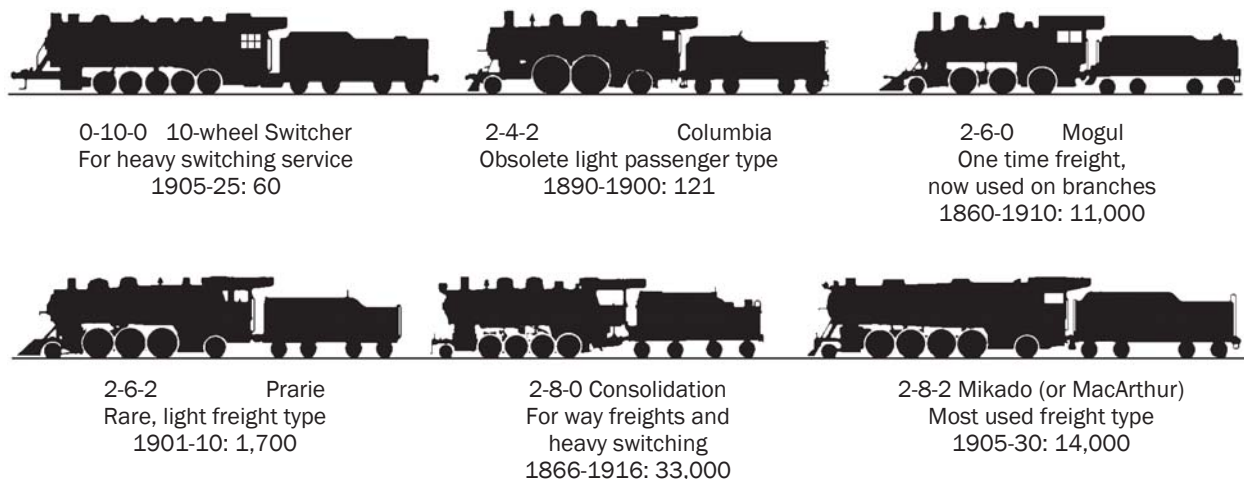 0-10-0 10-wheel Switcher
For heavy switching service
1905-25: 60
2-4-2 Columbia
Obsolete light passenger type
1890-1900: 121
2-6-0 Mogul
One time freight,
now used on branches
1860-1910: 11,000
2-6-2 Prarie
Rare, light freight type
1901-10: 1,700
2-8-0 Consolidation
For way freights and
heavy switching
1866-1916: 33,000
2-8-2 Mikado (or MacArthur)
Most used freight type
1905-30: 14,000